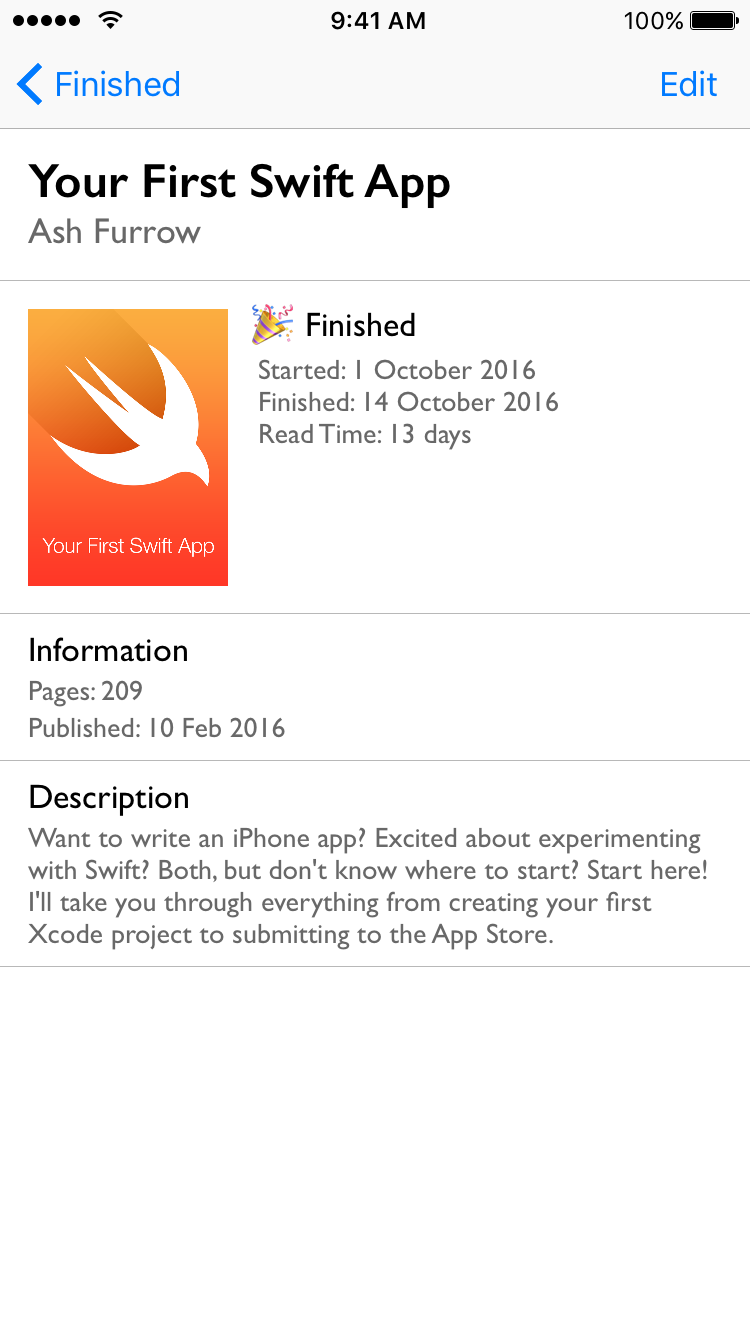 9:41 AM 100%
Finished Edit
Your First Swift App
Ash Furrow
Finished
Started: 1 October 2016
Finished: 14 October 2016
Read Time: 13 days
Your First Swift App
Information
Pages: 209
Published: 10 Feb 2016
Description
Want to write an iPhone app? Excited about experimenting
with Swift? Both, but don't know where to start? Start here!
I'll take you through everything from creating your first
Xcode project to submitting to the App Store.